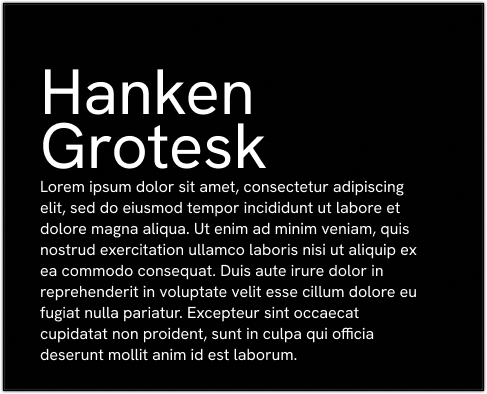 Hanken
Grotesk
Lorem ipsum dolor sit amet, consectetur adipiscing
elit, sed do eiusmod tempor incididunt ut labore et
dolore magna aliqua. Ut enim ad minim veniam, quis
nostrud exercitation ullamco laboris nisi ut aliquip ex
ea commodo consequat. Duis aute irure dolor in
reprehenderit in voluptate velit esse cillum dolore eu
fugiat nulla pariatur. Excepteur sint occaecat
cupidatat non proident, sunt in culpa qui officia
deserunt mollit anim id est laborum.